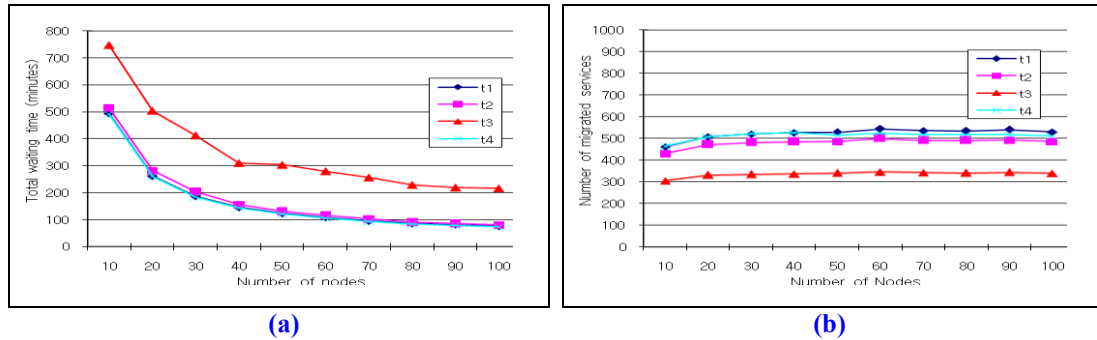 Total waiting time (minutes)
800
700
600
500
400
300
200
100
0
10 20 30 40 50 60 70 80 90 100
Number of nodes
t1
t2
t3
t4
(a)
Number of migrated services
1000
900
800
700
600
500
400
300
200
100
0
10 20 30 40 50 60 70 80 90 100
Number of Nodes
t1
t2
t3
t4
(b)